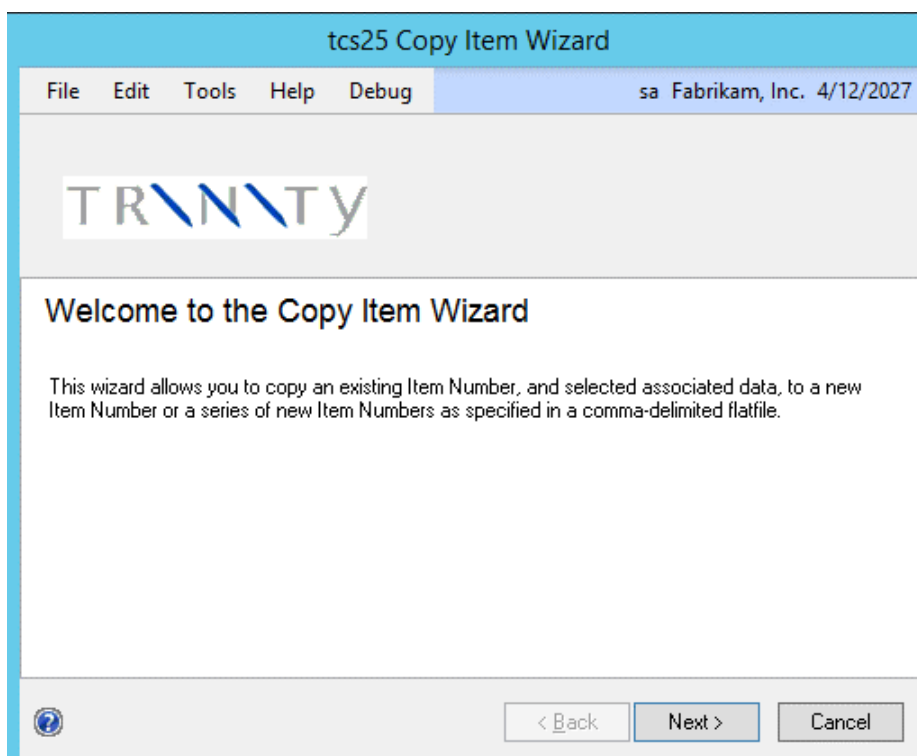 tcs25 Copy Item Wizard
File Edit Tools Help Debug sa Fabrikam, Inc. 4/12/2027
TRINITy
Welcome to the Copy Item Wizard
This wizard allows you to copy an existing Item Number, and selected associated data, to a new
Item Number or a series of new Item Numbers as specified in a comma-delimited flatfile.
? < Back Next > Cancel